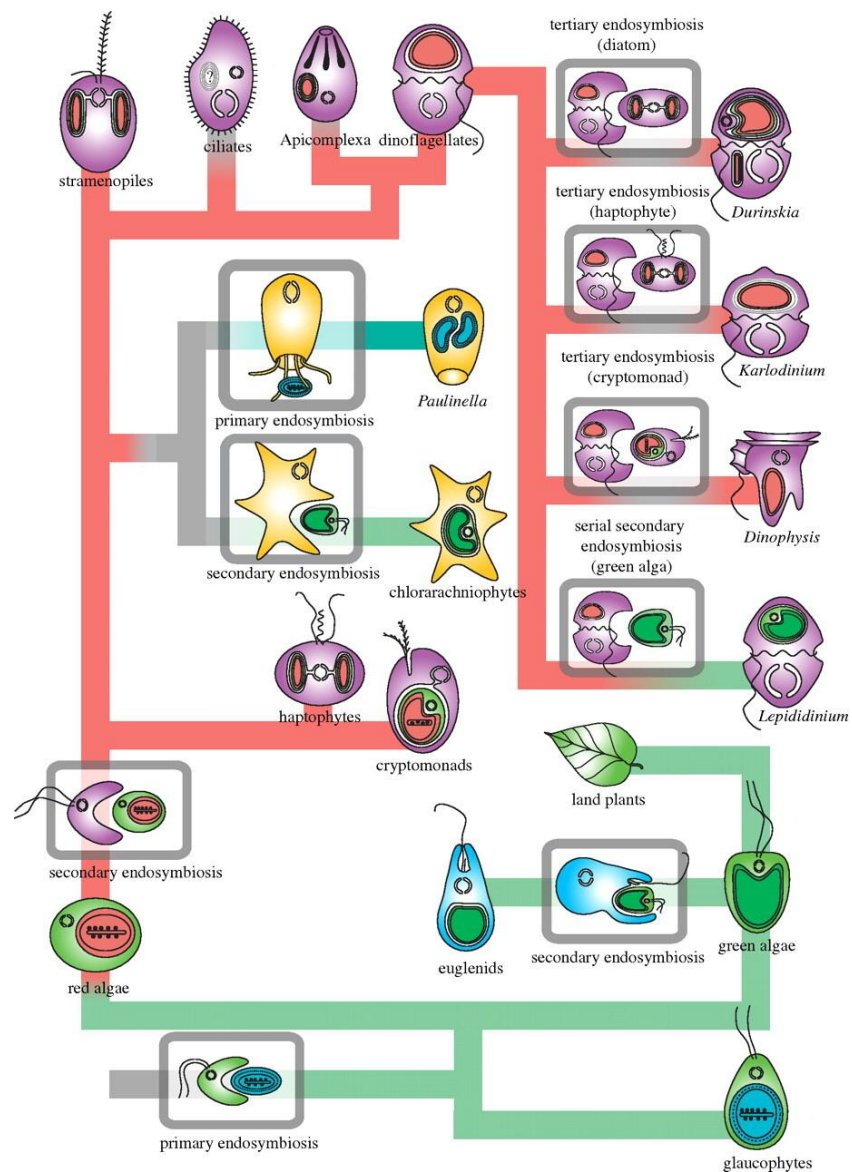 tertiary endosymbiosis
(diatom)
stramenopiles
ciliates
?
Apicomplexa
dinoflagellates
Durinskia
tertiary endosymbiosis
(haptophyte)
Karlodinium
primary endosymbiosis
Paulinella
tertiary endosymbiosis
(cryptomonad)
Dinophysis
secondary endosymbiosis
chlorarachniophytes
serial secondary
endosymbiosis
(green alga)
Lepididinium
haptophytes
cryptomonads
land plants
secondary endosymbiosis
red algae
euglenids
secondary endosymbiosis
green algae
primary endosymbiosis
glaucophytes